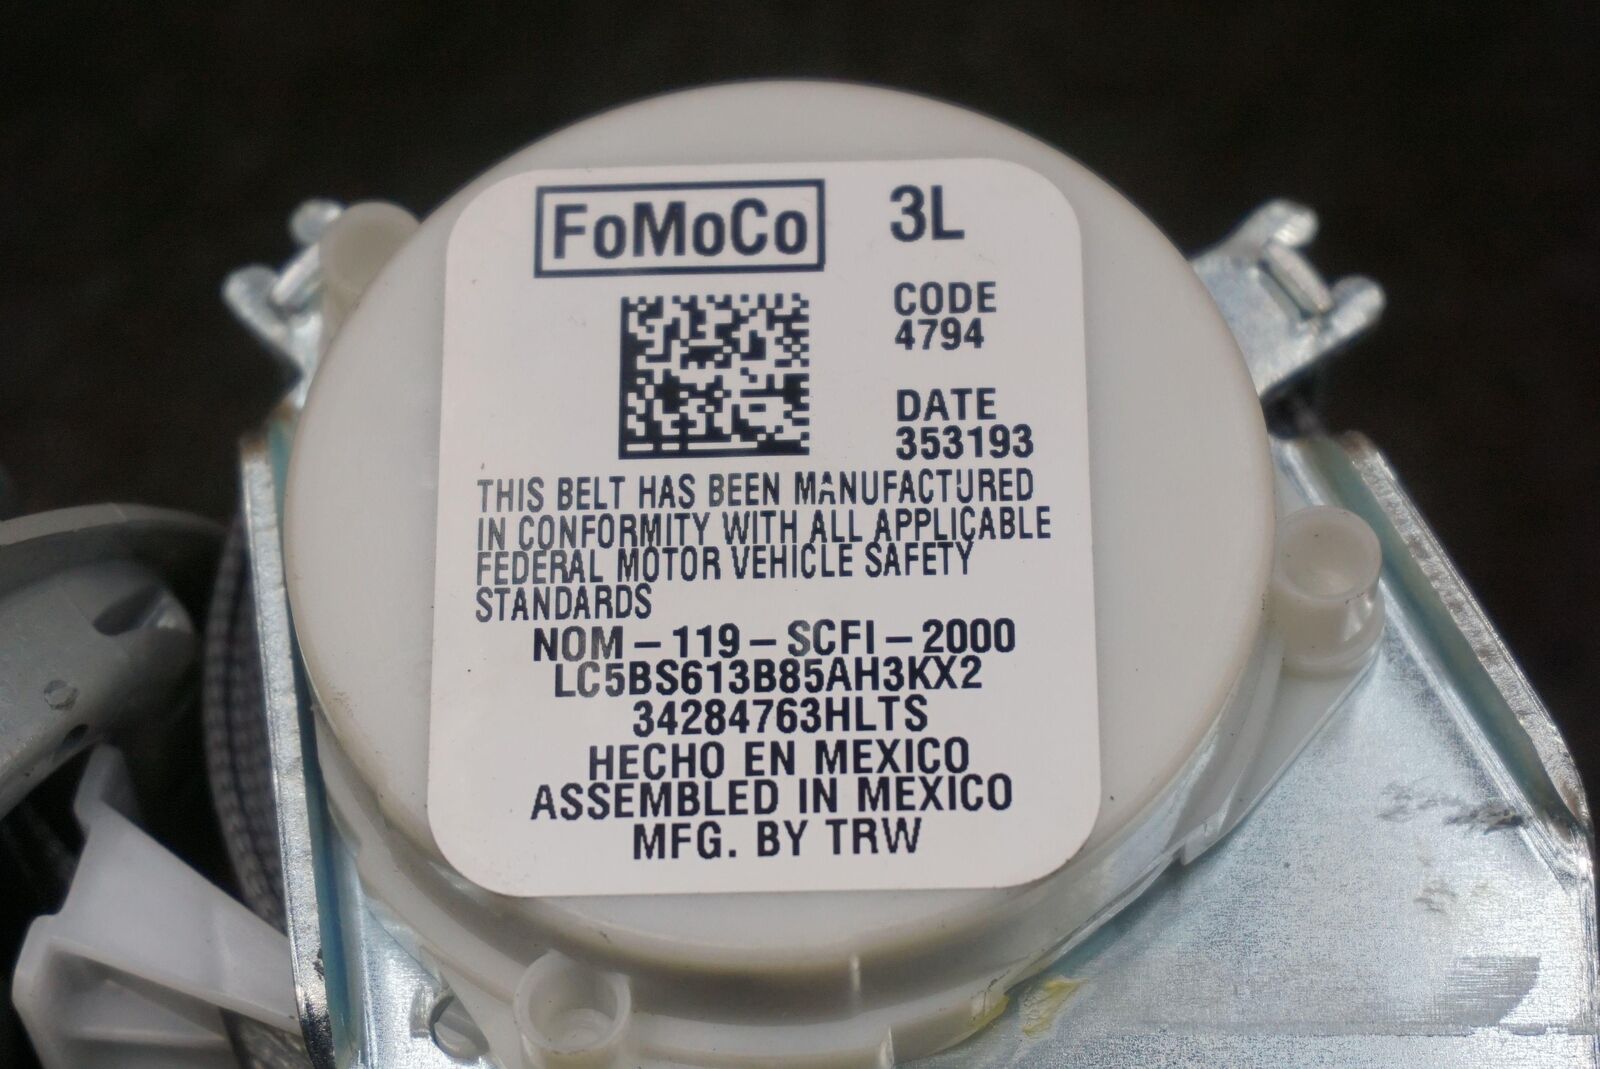 FoMoCo 3L
CODE
4794
DATE
353193
THIS BELT HAS BEEN MANUFACTURED
IN CONFORMITY WITH ALL APPLICABLE
FEDERAL MOTOR VEHICLE SAFETY
STANDARDS
NOM-119-SCFI-2000
LC5BS613B85AH3KX2
34284763HLTS
HECHO EN MEXICO
ASSEMBLED IN MEXICO
MFG. BY TRW